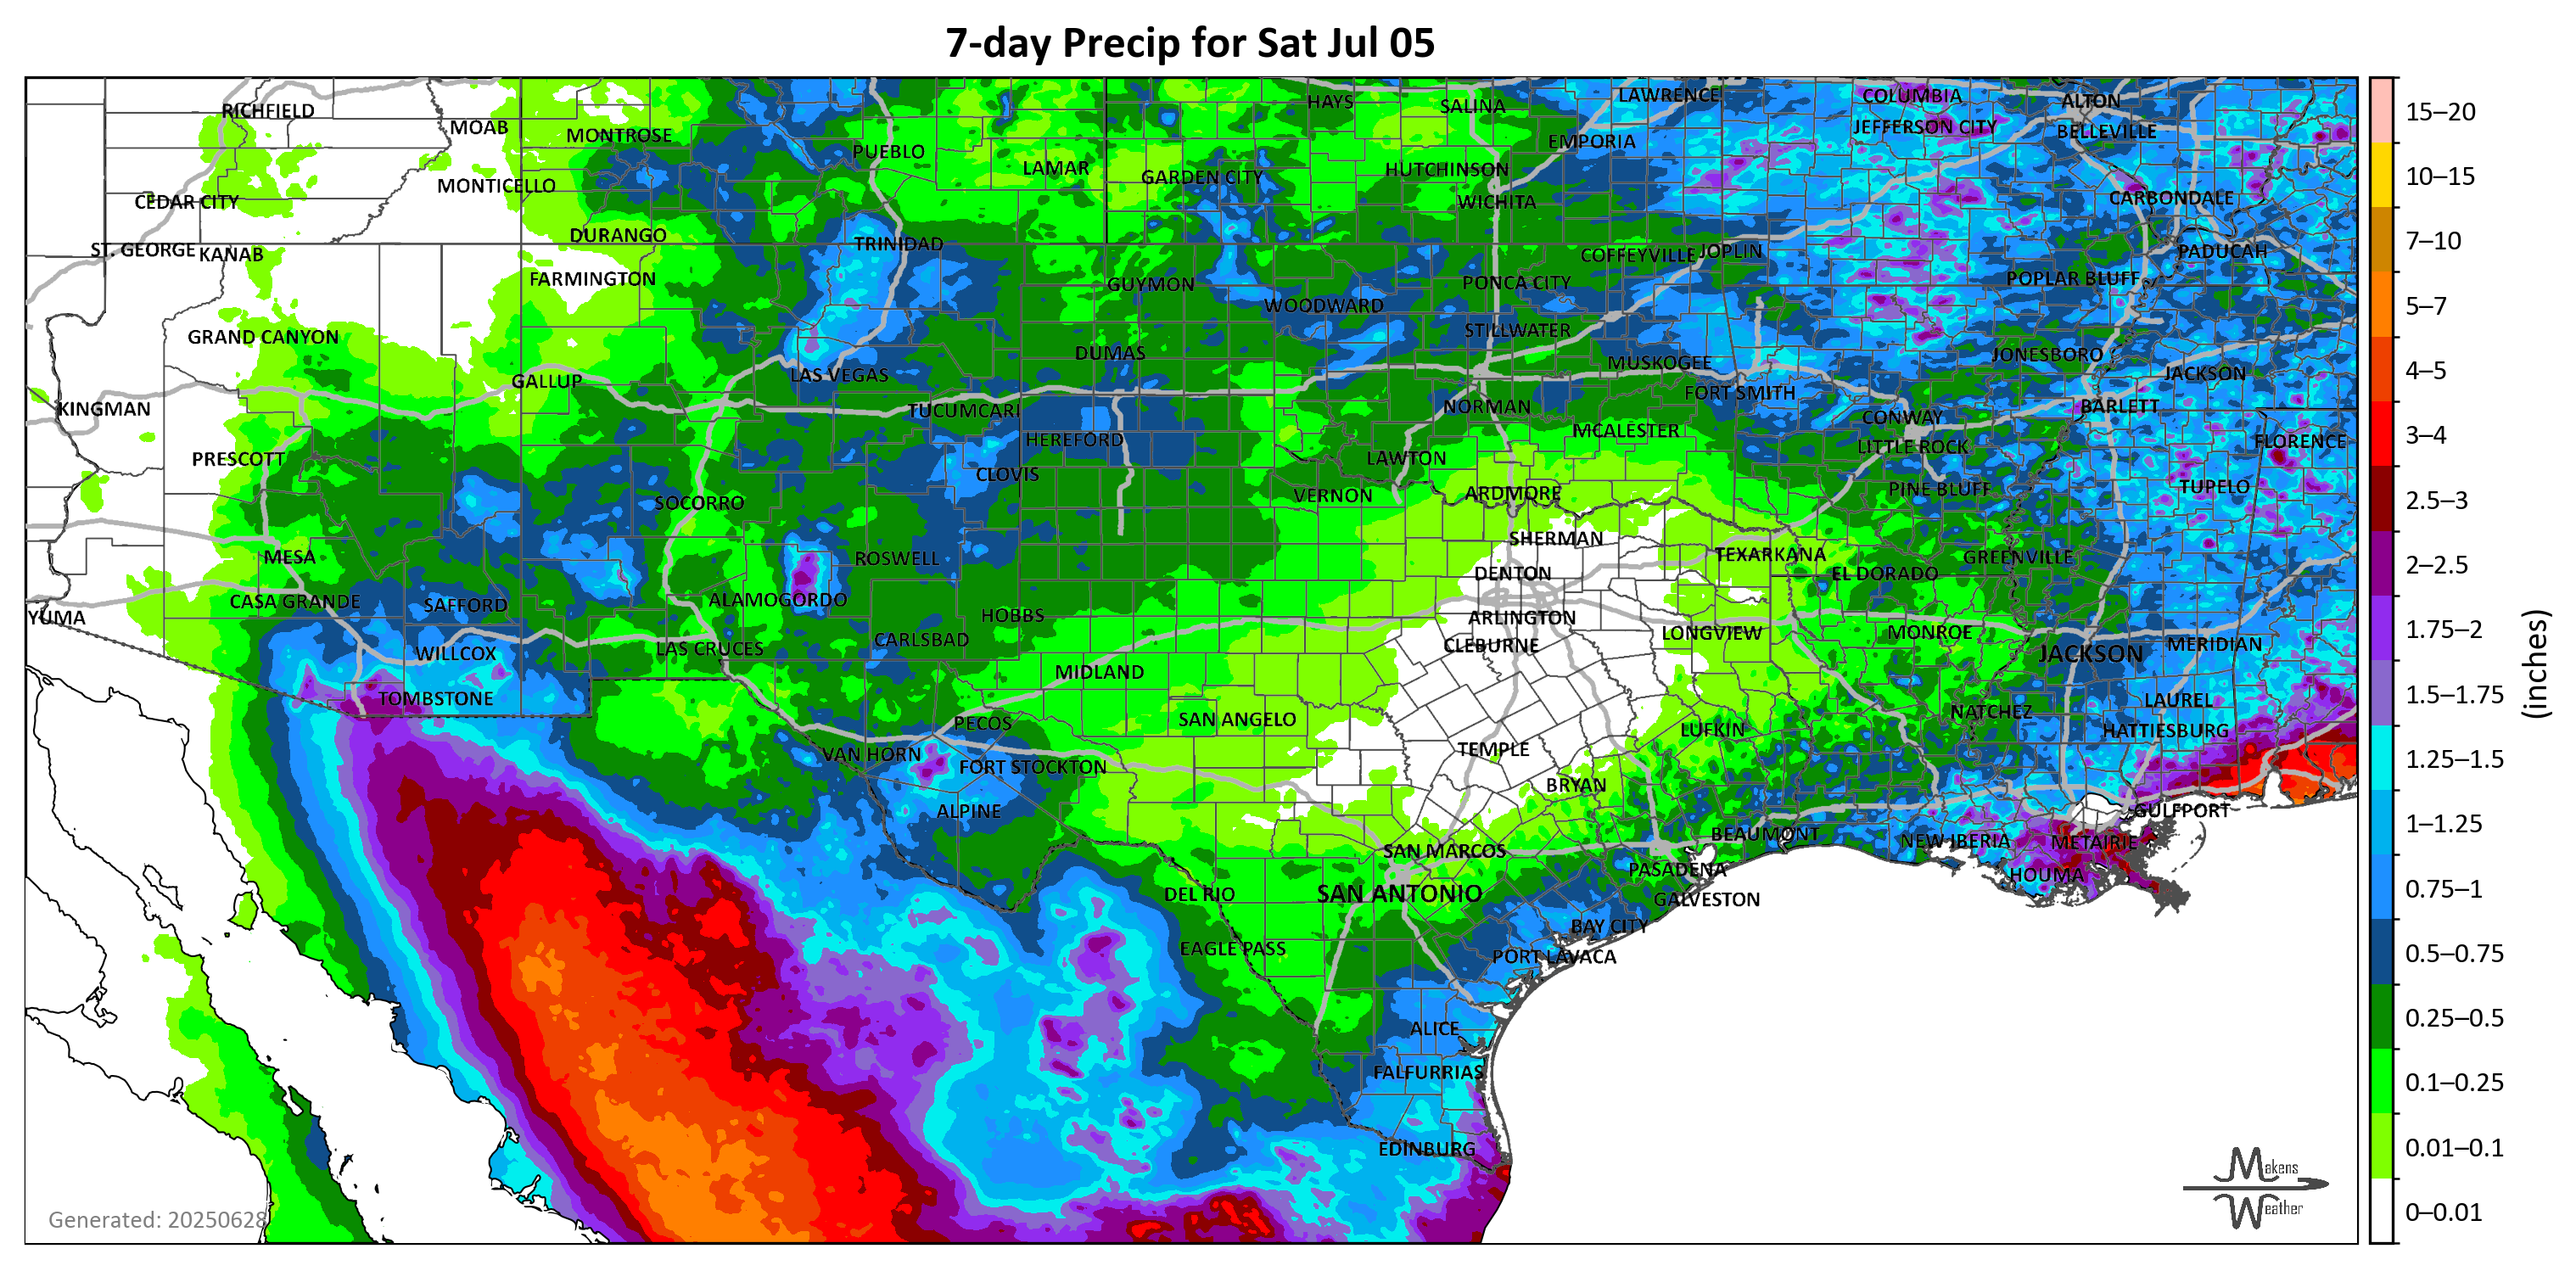 7-day Precip for Sat Jul 05
RICHFIELD
MOAB
MONTROSE
PUEBLO
LAMAR
HAYS
SALINA
LAWRENCE
COLUMBIA
ALTON
JEFFERSON CITY
BELLEVILLE
EMPORIA
HUTCHINSON
GARDEN CITY
MONTICELLO
CEDAR CITY
WICHITA
CARBONDALE
DURANGO
TRINIDAD
ST. GEORGE
KANAB
COFFEYVILLE
JOPLIN
PADUCAH
FARMINGTON
GUYMON
PONCA CITY
POPLAR BLUFF
WOODWARD
STILLWATER
GRAND CANYON
DUMAS
JONESBORO
MUSKOGEE
GALLUP
LAS VEGAS
JACKSON
FORT SMITH
KINGMAN
TUCUMCARI
NORMAN
BARLETT
CONWAY
HEREFORD
MCALESTER
FLORENCE
LITTLE ROCK
PRESCOTT
LAWTON
CLOVIS
TUPELO
PINE BLUFF
SOCORRO
VERNON
ARDMORE
SHERMAN
MESA
ROSWELL
TEXARKANA
GREENVILLE
DENTON
EL DORADO
CASA GRANDE
SAFFORD
ALAMOGORDO
YUMA
HOBBS
ARLINGTON
CARLSBAD
LONGVIEW
MONROE
CLEBURNE
MERIDIAN
WILLCOX
LAS CRUCES
JACKSON
MIDLAND
TOMBSTONE
LAUREL
NATCHEZ
PECOS
SAN ANGELO
LUFKIN
HATTIESBURG
VAN HORN
FORT STOCKTON
TEMPLE
BRYAN
ALPINE
GULFPORT
BEAUMONT
NEW IBERIA
METAIRIE
SAN MARCOS
PASADENA
HOUMA
DEL RIO
SAN ANTONIO
GALVESTON
BAY CITY
EAGLE PASS
PORT LAVACA
ALICE
FALFURRIAS
EDINBURG
Generated: 20250628
Makens
Weather
15–20
10–15
7–10
5–7
4–5
3–4
2.5–3
2–2.5
1.75–2
1.5–1.75
1.25–1.5
1–1.25
0.75–1
0.5–0.75
0.25–0.5
0.1–0.25
0.01–0.1
0–0.01
(inches)